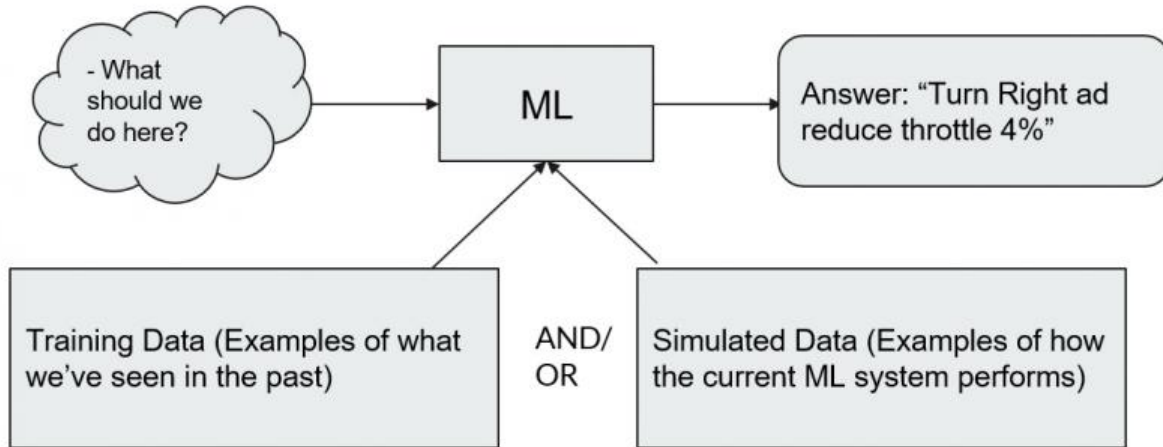 - What
should we
do here?
ML
Answer: “Turn Right ad
reduce throttle 4%”
Training Data (Examples of what
we’ve seen in the past)
AND/
OR
Simulated Data (Examples of how
the current ML system performs)